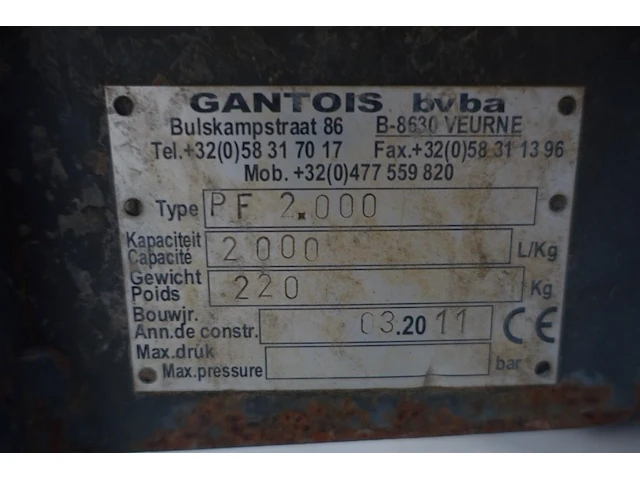 GANTOIS bvba
Bulskampstraat 86 B-8630 VEURNE
Tel.+32(0)58 31 70 17 Fax.+32(0)58 31 13 96
Mob. +32(0)477 559 820
Type PF 2.000
Kapaciteit
Capacité 2000 L/Kg
Gewicht
Poids 220 Kg
Bouwjr.
Ann.de constr. 03.2011 CE
Max.druk
Max.pressure bar